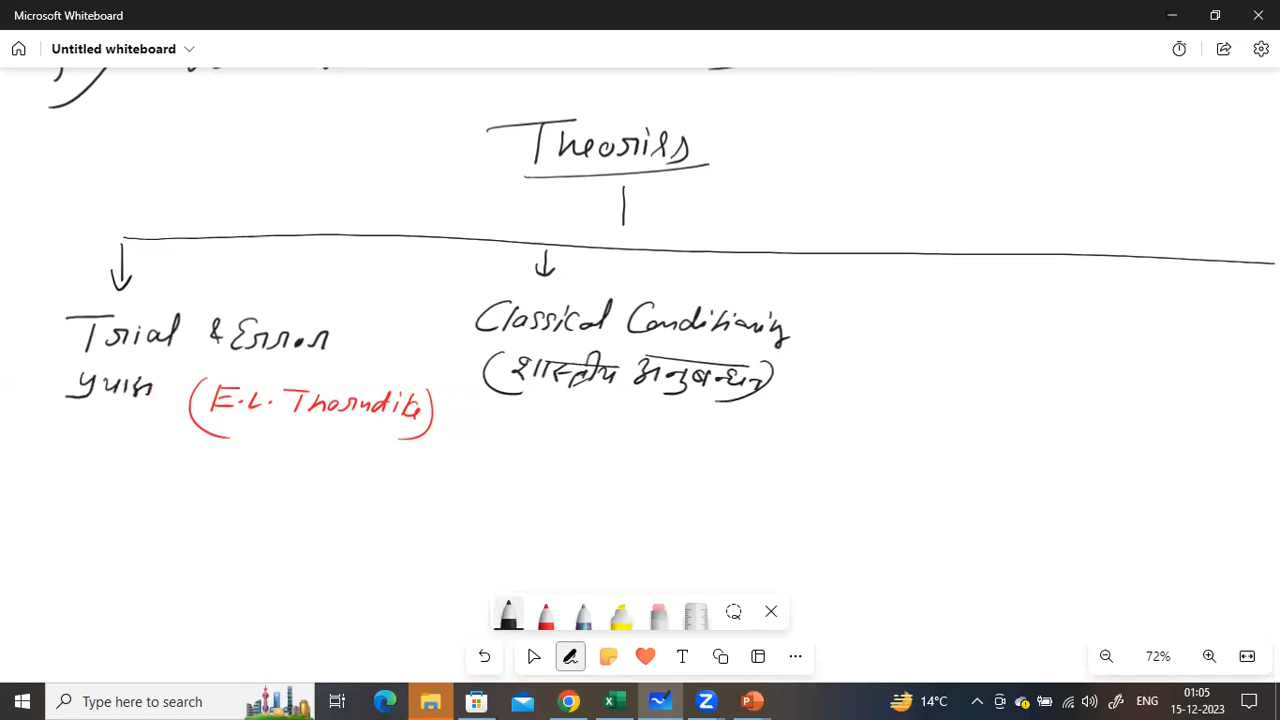 Microsoft Whiteboard
Untitled whiteboard
Theories
Trial & Error
प्रयास (E.L. Thorndike)
Classical Conditioning
(शास्त्रीय अनुबन्धन)
72%
Type here to search
14°C
ENG
01:05
15-12-2023